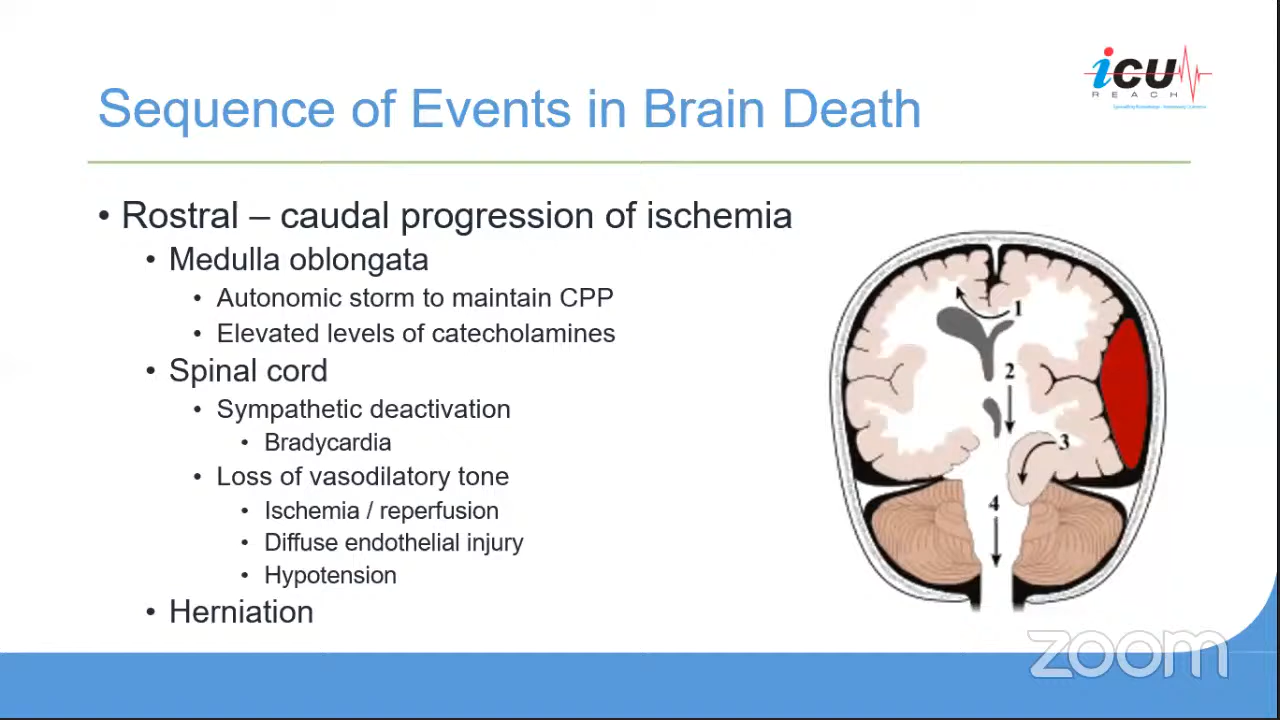 iCU
REACH
Sequence of Events in Brain Death
• Rostral – caudal progression of ischemia
• Medulla oblongata
• Autonomic storm to maintain CPP
• Elevated levels of catecholamines
• Spinal cord
• Sympathetic deactivation
• Bradycardia
• Loss of vasodilatory tone
• Ischemia / reperfusion
• Diffuse endothelial injury
• Hypotension
• Herniation
1
2
3
4
zoom